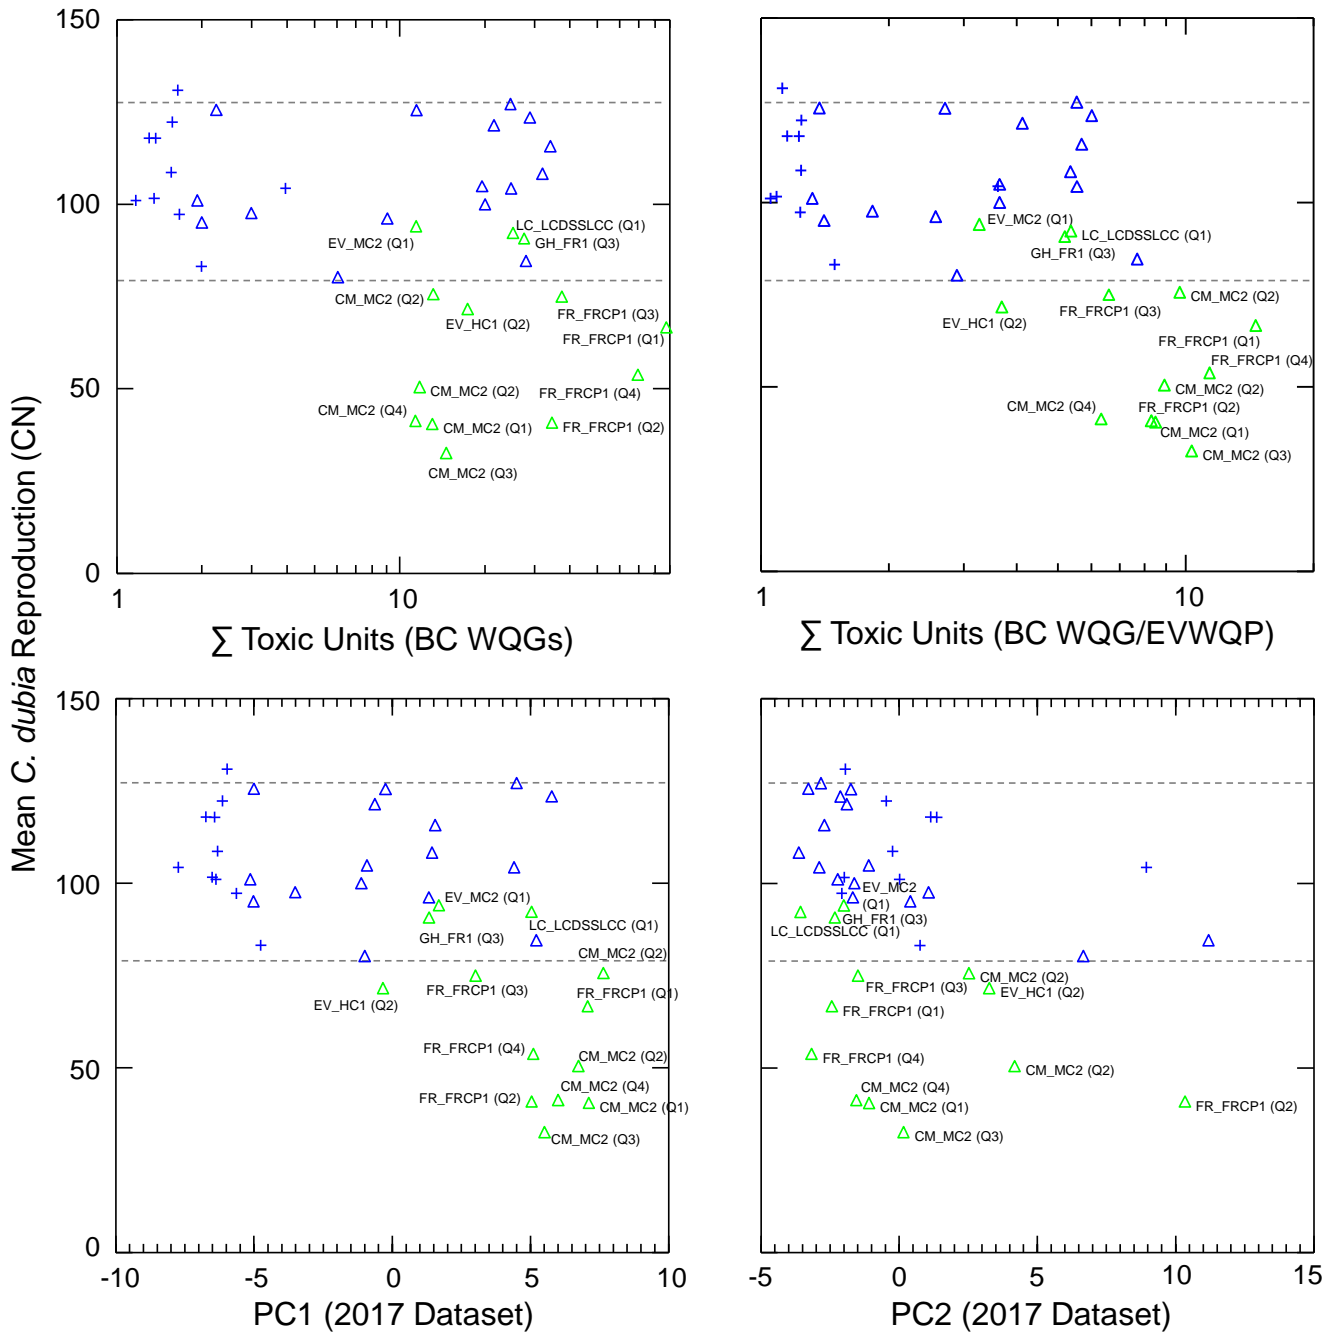 Mean C. dubia Reproduction (CN)
150
100
50
0
1
10
∑ Toxic Units (BC WQGs)
EV_MC2 (Q1)
LC_LCDSSLCC (Q1)
GH_FR1 (Q3)
CM_MC2 (Q2)
EV_HC1 (Q2)
FR_FRCP1 (Q3)
FR_FRCP1 (Q1)
CM_MC2 (Q2)
FR_FRCP1 (Q4)
CM_MC2 (Q4)
CM_MC2 (Q1)
FR_FRCP1 (Q2)
CM_MC2 (Q3)
1
10
∑ Toxic Units (BC WQG/EVWQP)
EV_MC2 (Q1)
LC_LCDSSLCC (Q1)
GH_FR1 (Q3)
CM_MC2 (Q2)
FR_FRCP1 (Q3)
EV_HC1 (Q2)
FR_FRCP1 (Q1)
FR_FRCP1 (Q4)
CM_MC2 (Q2)
CM_MC2 (Q4)
FR_FRCP1 (Q2)
CM_MC2 (Q1)
CM_MC2 (Q3)
150
100
50
0
-10
-5
0
5
10
PC1 (2017 Dataset)
EV_MC2 (Q1)
GH_FR1 (Q3)
LC_LCDSSLCC (Q1)
CM_MC2 (Q2)
FR_FRCP1 (Q3)
FR_FRCP1 (Q1)
EV_HC1 (Q2)
FR_FRCP1 (Q4)
CM_MC2 (Q2)
CM_MC2 (Q4)
FR_FRCP1 (Q2)
CM_MC2 (Q1)
CM_MC2 (Q3)
-5
0
5
10
15
PC2 (2017 Dataset)
EV_MC2
(Q1)
GH_FR1 (Q3)
LC_LCDSSLCC (Q1)
CM_MC2 (Q2)
FR_FRCP1 (Q3)
EV_HC1 (Q2)
FR_FRCP1 (Q1)
FR_FRCP1 (Q4)
CM_MC2 (Q2)
CM_MC2 (Q4)
CM_MC2 (Q1)
FR_FRCP1 (Q2)
CM_MC2 (Q3)